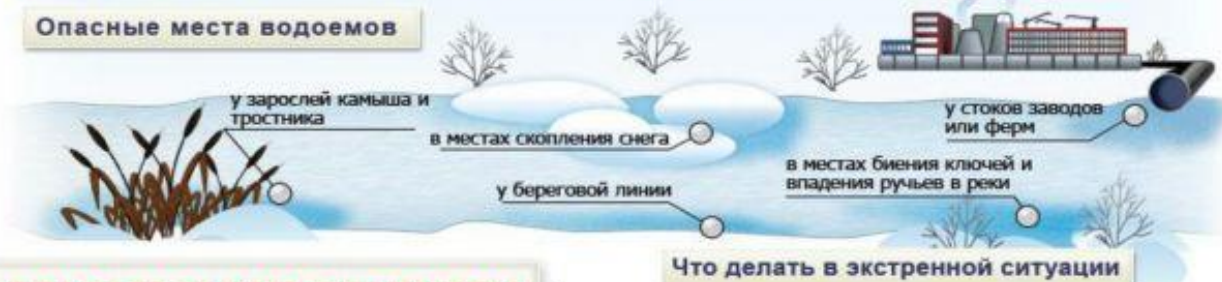 Опасные места водоемов
у зарослей камыша и
тростника
в местах скопления снега
у береговой линии
у стоков заводов
или ферм
в местах биения ключей и
впадения ручьев в реки
Что делать в экстренной ситуации